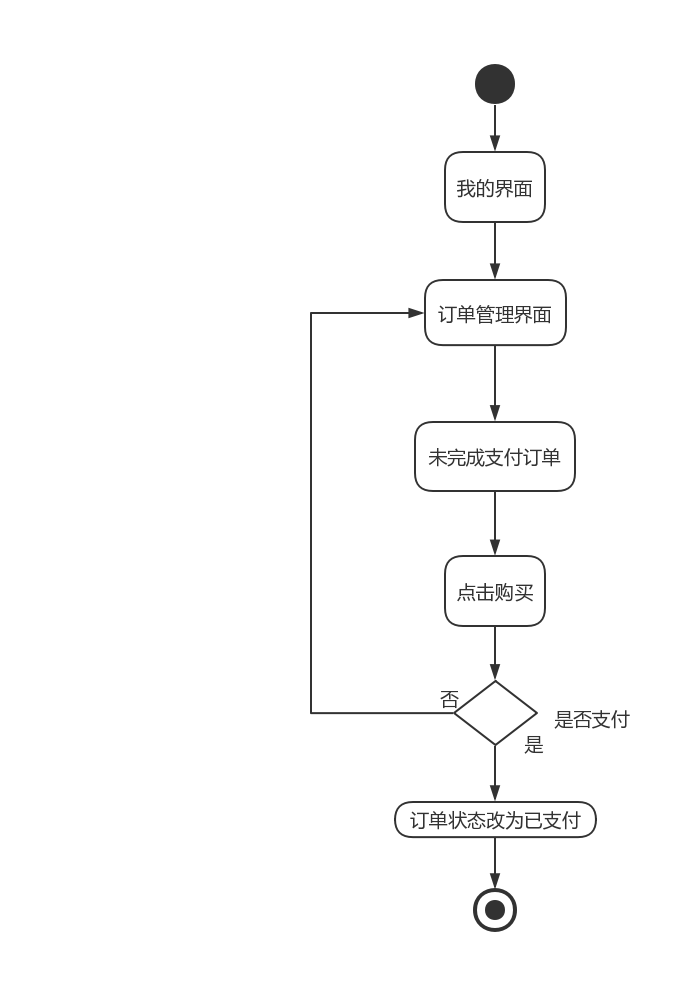 我的界面
订单管理界面
未完成支付订单
点击购买
否
是否支付
是
订单状态改为已支付